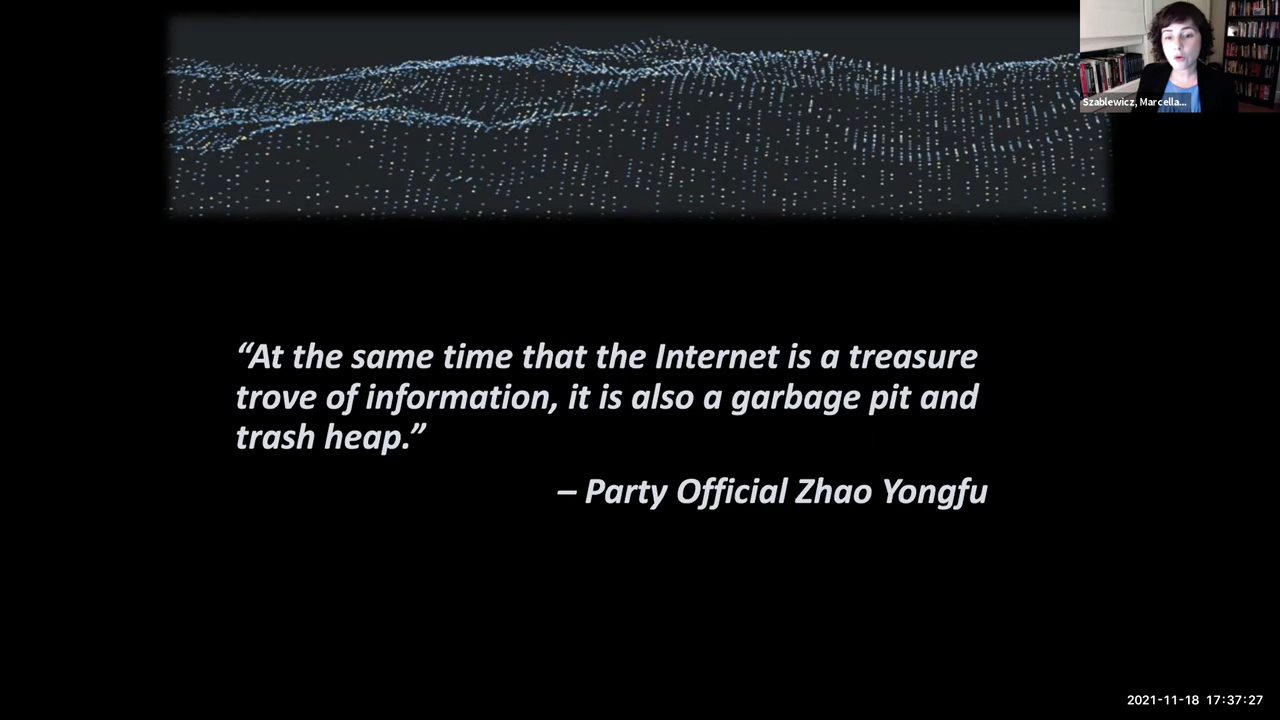 Szablewicz, Marcella...
“At the same time that the Internet is a treasure
trove of information, it is also a garbage pit and
trash heap.”
– Party Official Zhao Yongfu
2021-11-18 17:37:27